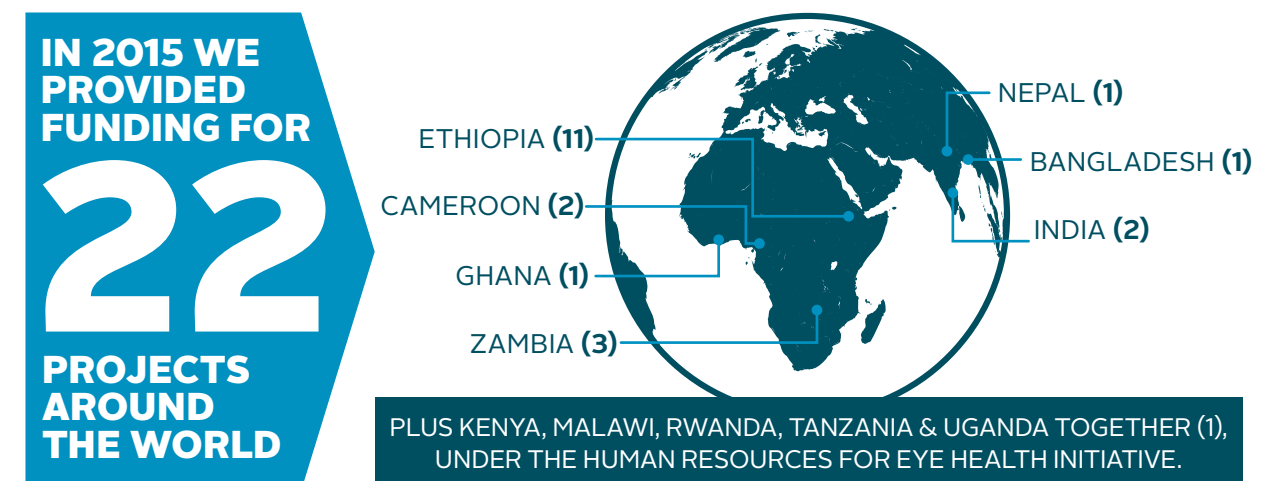 IN 2015 WE
PROVIDED
FUNDING FOR
22
PROJECTS
AROUND
THE WORLD
ETHIOPIA (11)
CAMEROON (2)
GHANA (1)
ZAMBIA (3)
NEPAL (1)
BANGLADESH (1)
INDIA (2)
PLUS KENYA, MALAWI, RWANDA, TANZANIA & UGANDA TOGETHER (1),
UNDER THE HUMAN RESOURCES FOR EYE HEALTH INITIATIVE.